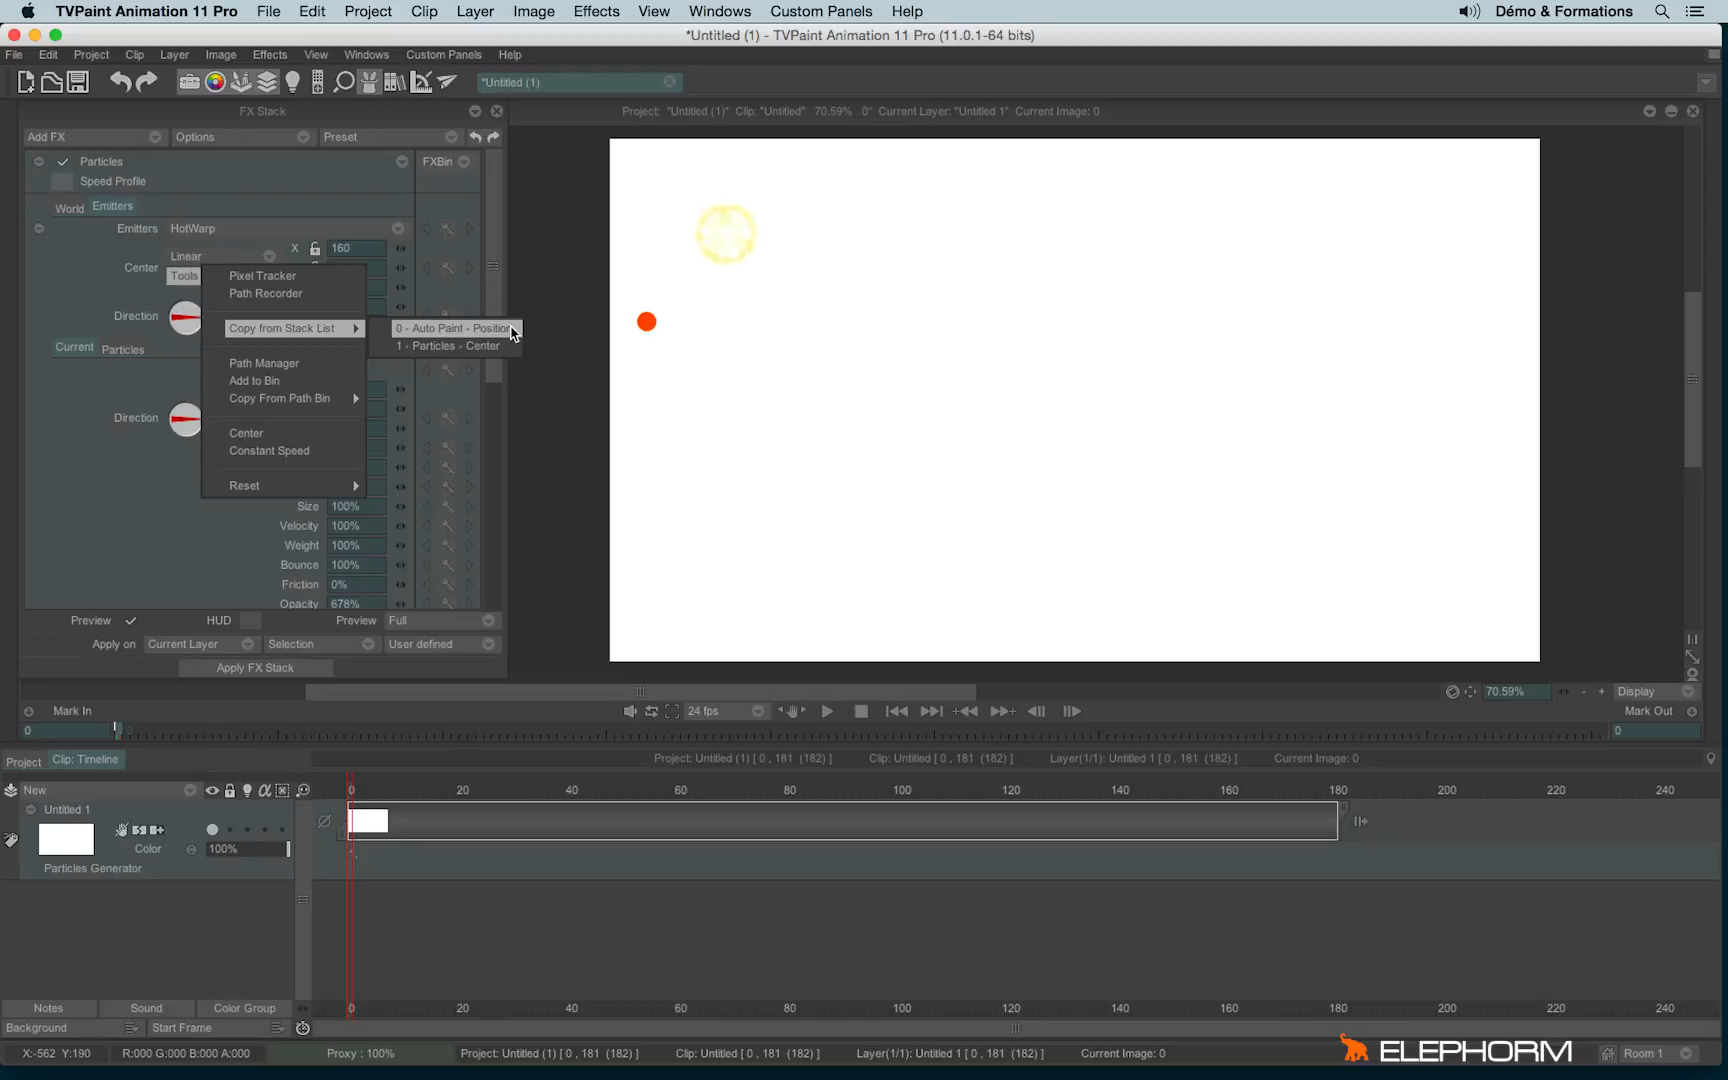 TVPaint Animation 11 Pro File Edit Project Clip Layer Image Effects View Windows Custom Panels Help Démo & Formations
*Untitled (1) - TVPaint Animation 11 Pro (11.0.1-64 bits)
File Edit Project Clip Layer Image Effects View Windows Custom Panels Help
*Untitled (1)
FX Stack
Project: "Untitled (1)" Clip: "Untitled" 70.59% 0° Current Layer: "Untitled 1" Current Image: 0
Add FX Options Preset
Particles FXBin
Speed Profile
World Emitters
Emitters HotWarp
X 160
Linear
Center
Tools Pixel Tracker
Path Recorder
Direction
Copy from Stack List 0 - Auto Paint - Position
Current Particles 1 - Particles - Center
Path Manager
Add to Bin
Copy From Path Bin
Direction
Center
Constant Speed
Reset
Size 100%
Velocity 100%
Weight 100%
Bounce 100%
Friction 0%
Opacity 678%
Preview HUD Preview Full
Apply on Current Layer Selection User defined
Apply FX Stack
70.59% - + Display
Mark In 24 fps Mark Out
0 0 0
Project Clip: Timeline Project: Untitled (1) [ 0 , 181 (182) ] Clip: Untitled [ 0 , 181 (182) ] Layer(1/1): Untitled 1 [ 0 , 181 (182) ] Current Image: 0
New 0 20 40 60 80 100 120 140 160 180 200 220 240
Untitled 1
Color 100%
Particles Generator
Notes Sound Color Group 0 20 40 60 80 100 120 140 160 180 200 220 240
Background Start Frame
X:-562 Y:190 R:000 G:000 B:000 A:000 Proxy : 100% Project: Untitled (1) [ 0 , 181 (182) ] Clip: Untitled [ 0 , 181 (182) ] Layer(1/1): Untitled 1 [ 0 , 181 (182) ] Current Image: 0 ELEPHORM Room 1